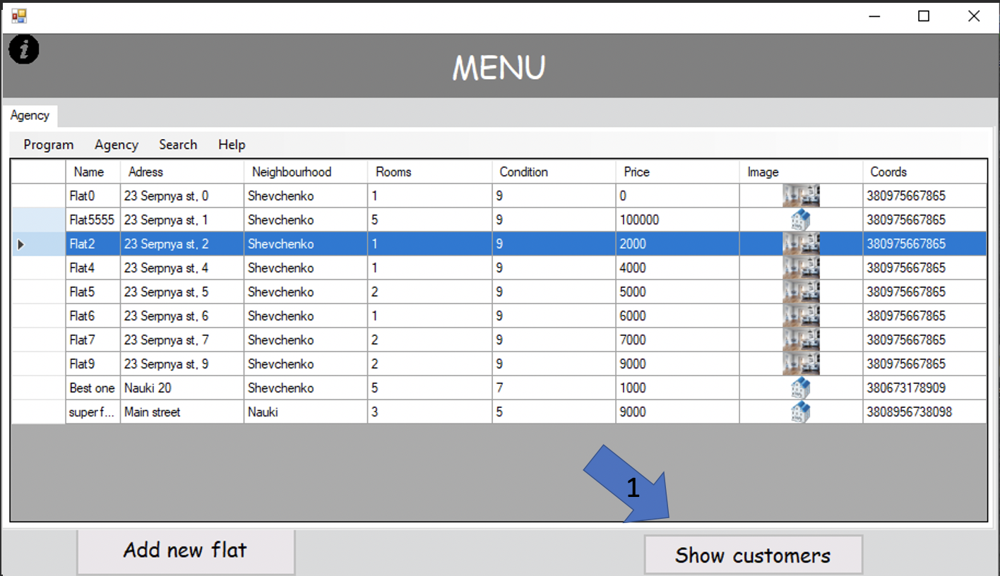 i
MENU
Agency
Program Agency Search Help
Name Adress Neighbourhood Rooms Condition Price Image Coords
Flat0 23 Serpnya st, 0 Shevchenko 1 9 0 380975667865
Flat5555 23 Serpnya st, 1 Shevchenko 5 9 100000 380975667865
Flat2 23 Serpnya st, 2 Shevchenko 1 9 2000 380975667865
Flat4 23 Serpnya st, 4 Shevchenko 1 9 4000 380975667865
Flat5 23 Serpnya st, 5 Shevchenko 2 9 5000 380975667865
Flat6 23 Serpnya st, 6 Shevchenko 1 9 6000 380975667865
Flat7 23 Serpnya st, 7 Shevchenko 2 9 7000 380975667865
Flat9 23 Serpnya st, 9 Shevchenko 2 9 9000 380975667865
Best one Nauki 20 Shevchenko 5 7 1000 380673178909
super f... Main street Nauki 3 5 9000 3808956738098
1
Add new flat Show customers